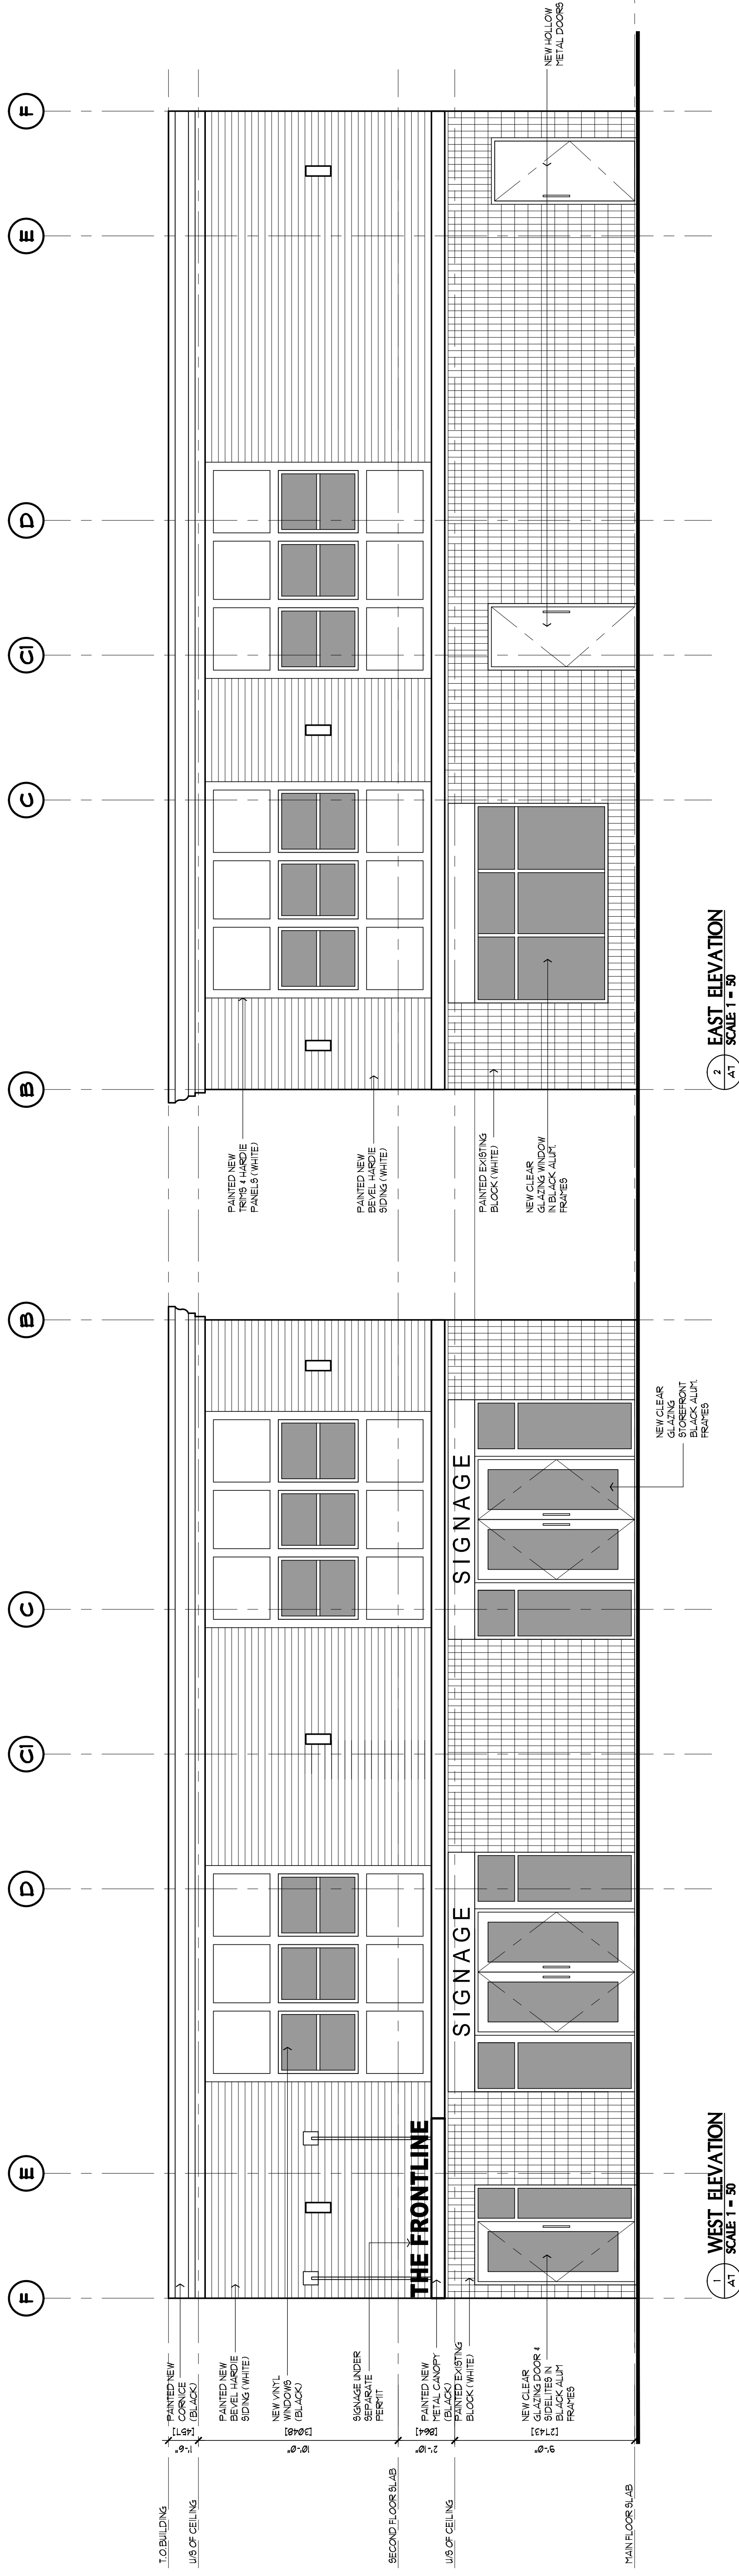 F
E
D
C1
C
B
B
C
C1
D
E
F
T.O. BUILDING
U/S OF CEILING
SECOND FLOOR SLAB
U/S OF CEILING
MAIN FLOOR SLAB
1'-6"
[457]
10'-0"
[3048]
2'-10"
[864]
9'-0"
[2743]
PAINTED NEW
CORNICE
(BLACK)
PAINTED NEW
BEVEL HARDIE
SIDING (WHITE)
NEW VINYL
WINDOWS
(BLACK)
SIGNAGE UNDER
SEPARATE
PERMIT
PAINTED NEW
METAL CANOPY
(BLACK)
PAINTED EXISTING
BLOCK (WHITE)
NEW CLEAR
GLAZING DOOR &
SIDELITES IN
BLACK ALUM
FRAMES
THE FRONTLINE
SIGNAGE
SIGNAGE
NEW CLEAR
GLAZING
STOREFRONT
BLACK ALUM.
FRAMES
1
A7
WEST ELEVATION
SCALE: 1 = 50
PAINTED NEW
TRIMS & HARDIE
PANELS (WHITE)
PAINTED NEW
BEVEL HARDIE
SIDING (WHITE)
PAINTED EXISTING
BLOCK (WHITE)
NEW CLEAR
GLAZING WINDOW
IN BLACK ALUM.
FRAMES
NEW HOLLOW
METAL DOORS
2
A7
EAST ELEVATION
SCALE: 1 = 50